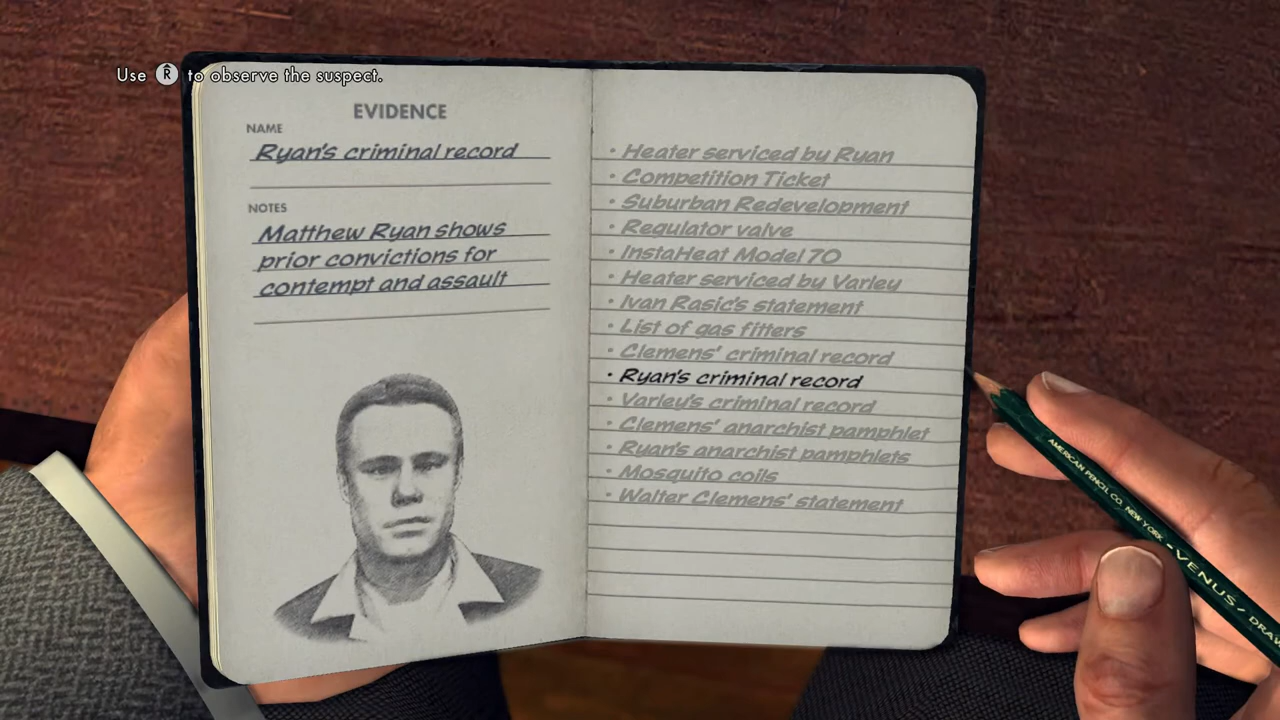 Use R to observe the suspect.
EVIDENCE
NAME
Ryan's criminal record
NOTES
Matthew Ryan shows
prior convictions for
contempt and assault
• Heater serviced by Ryan
• Competition Ticket
• Suburban Redevelopment
• Regulator valve
• InstaHeat Model 70
• Heater serviced by Varley
• Ivan Rasic's statement
• List of gas fitters
• Clemens' criminal record
• Ryan's criminal record
• Varley's criminal record
• Clemens' anarchist pamphlet
• Ryan's anarchist pamphlets
• Mosquito coils
• Walter Clemens' statement
AMERICAN PENCIL CO. NEW YORK • VENUS / DRAW